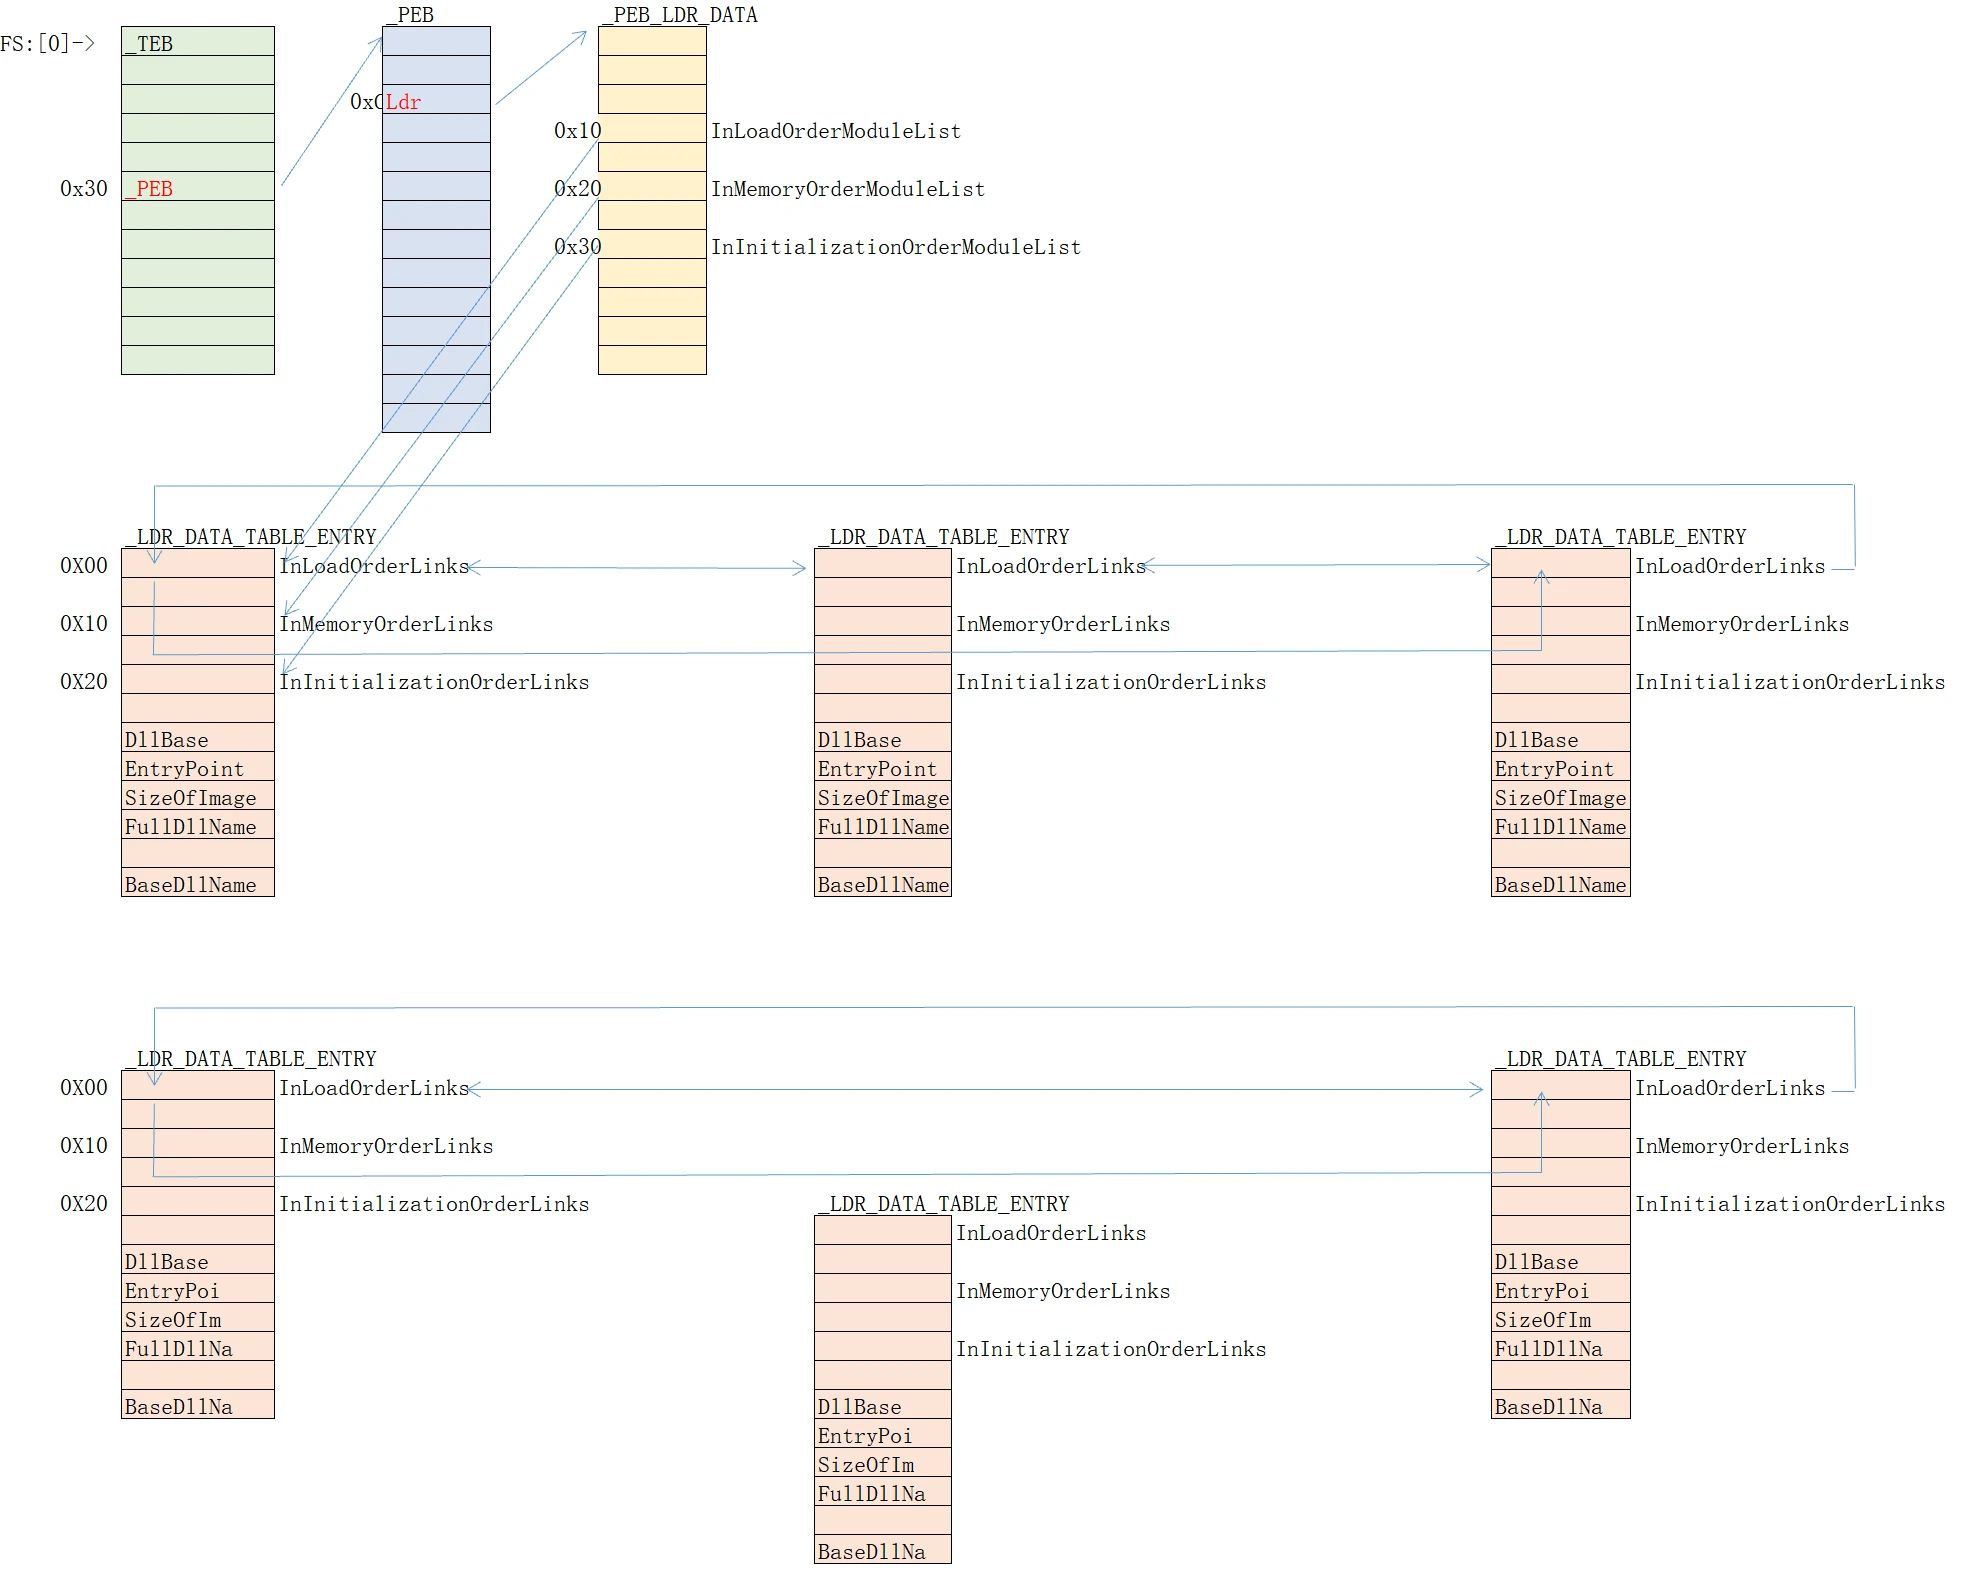 _PEB
_PEB_LDR_DATA
FS:[0]->
_TEB
Ldr
0x10
InLoadOrderModuleList
0x30
_PEB
0x20
InMemoryOrderModuleList
0x30
InInitializationOrderModuleList
_LDR_DATA_TABLE_ENTRY
_LDR_DATA_TABLE_ENTRY
_LDR_DATA_TABLE_ENTRY
0X00
InLoadOrderLinks
InLoadOrderLinks
InLoadOrderLinks
0X10
InMemoryOrderLinks
InMemoryOrderLinks
InMemoryOrderLinks
0X20
InInitializationOrderLinks
InInitializationOrderLinks
InInitializationOrderLinks
DllBase
DllBase
DllBase
EntryPoint
EntryPoint
EntryPoint
SizeOfImage
SizeOfImage
SizeOfImage
FullDllName
FullDllName
FullDllName
BaseDllName
BaseDllName
BaseDllName
_LDR_DATA_TABLE_ENTRY
_LDR_DATA_TABLE_ENTRY
0X00
InLoadOrderLinks
InLoadOrderLinks
0X10
InMemoryOrderLinks
InMemoryOrderLinks
0X20
InInitializationOrderLinks
_LDR_DATA_TABLE_ENTRY
InInitializationOrderLinks
InLoadOrderLinks
DllBase
DllBase
EntryPoi
InMemoryOrderLinks
EntryPoi
SizeOfIm
SizeOfIm
FullDllNa
InInitializationOrderLinks
FullDllNa
BaseDllNa
DllBase
BaseDllNa
EntryPoi
SizeOfIm
FullDllNa
BaseDllNa